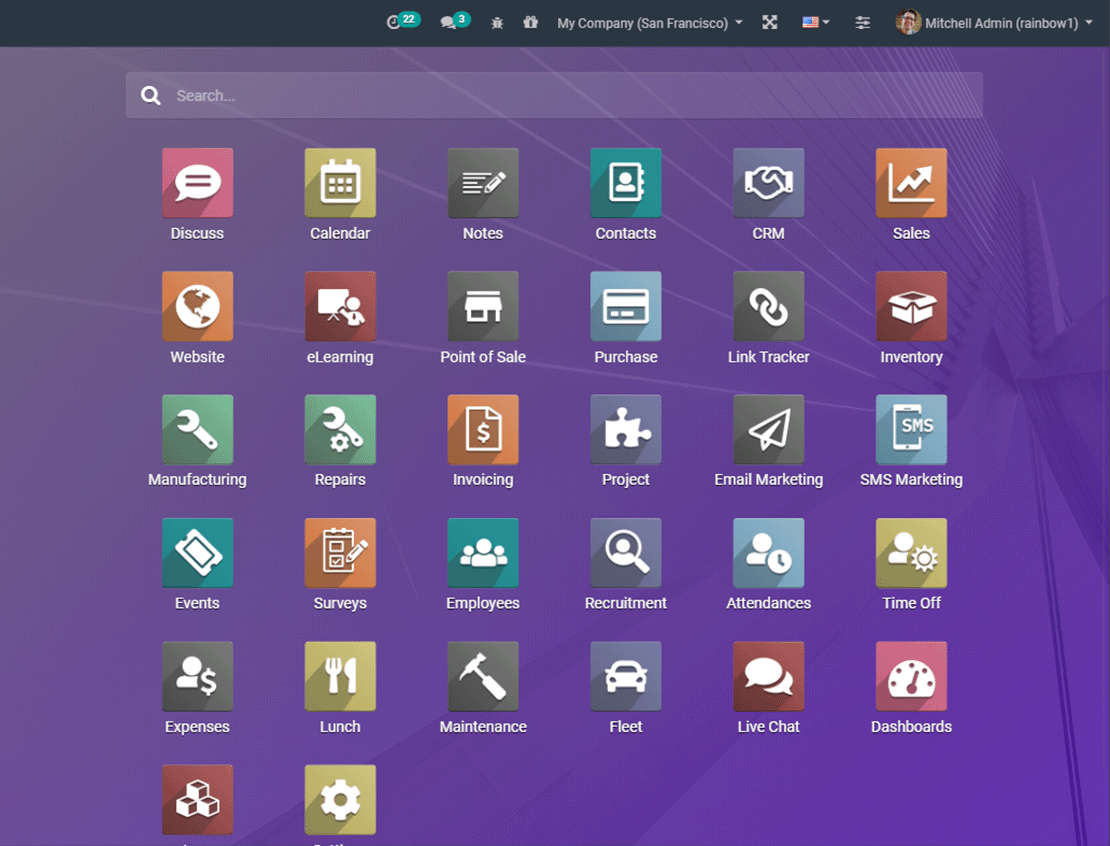 22 3 My Company (San Francisco) Mitchell Admin (rainbow1)
Search...
Discuss Calendar Notes Contacts CRM Sales
Website eLearning Point of Sale Purchase Link Tracker Inventory
$ SMS
Manufacturing Repairs Invoicing Project Email Marketing SMS Marketing
Events Surveys Employees Recruitment Attendances Time Off
$
Expenses Lunch Maintenance Fleet Live Chat Dashboards